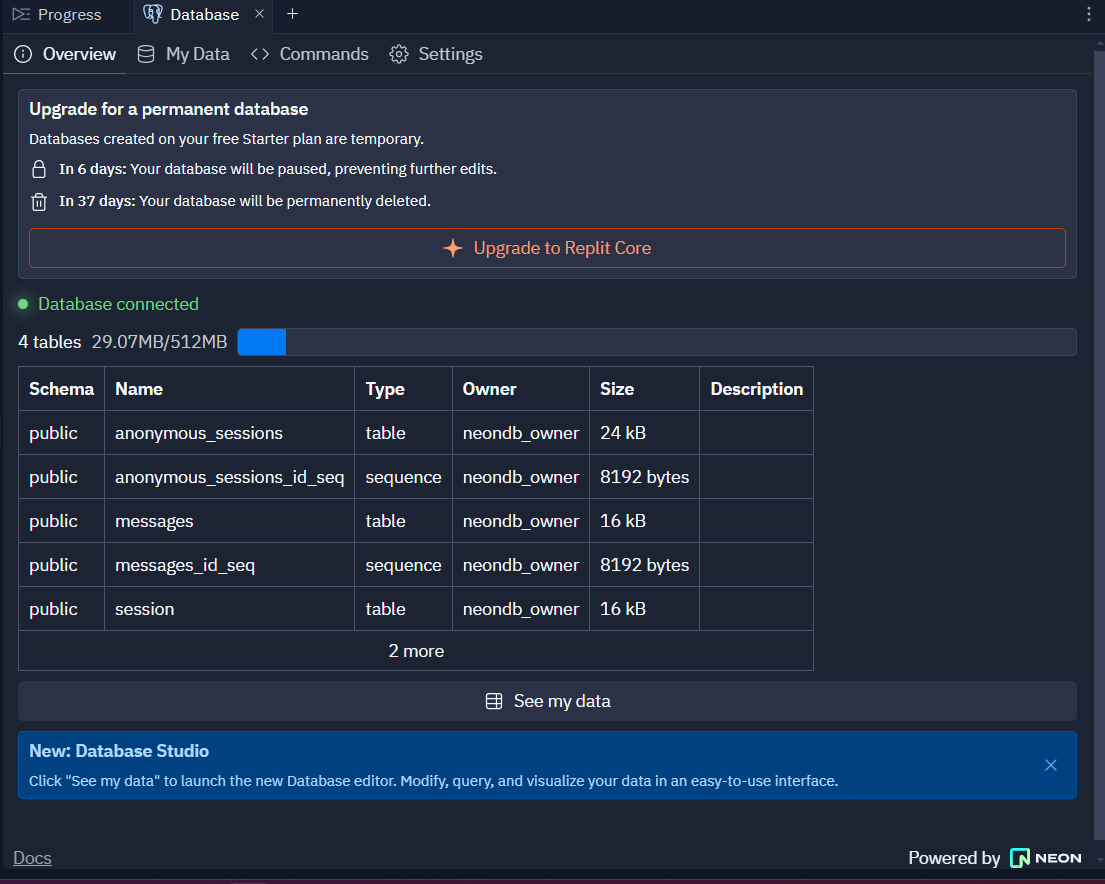 Progress
Database
Overview
My Data
Commands
Settings
Upgrade for a permanent database
Databases created on your free Starter plan are temporary.
In 6 days: Your database will be paused, preventing further edits.
In 37 days: Your database will be permanently deleted.
Upgrade to Replit Core
Database connected
4 tables 29.07MB/512MB
Schema Name Type Owner Size Description
public anonymous_sessions table neondb_owner 24 kB
public anonymous_sessions_id_seq sequence neondb_owner 8192 bytes
public messages table neondb_owner 16 kB
public messages_id_seq sequence neondb_owner 8192 bytes
public session table neondb_owner 16 kB
2 more
See my data
New: Database Studio
Click "See my data" to launch the new Database editor. Modify, query, and visualize your data in an easy-to-use interface.
Docs
Powered by NEON